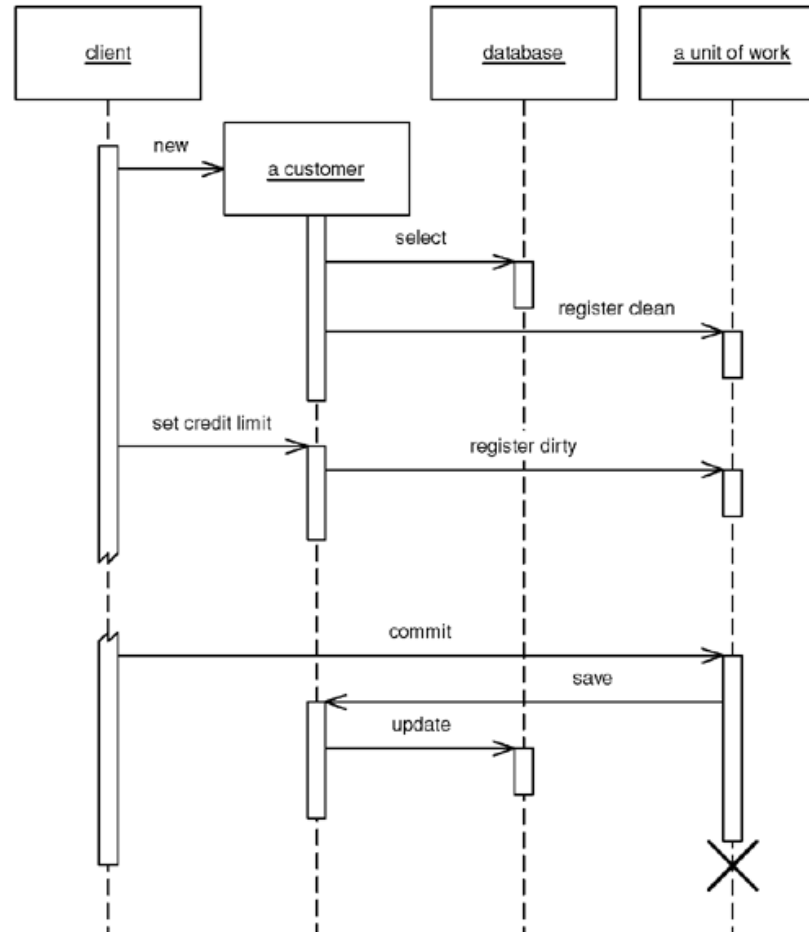 client
database
a unit of work
new
a customer
select
register clean
set credit limit
register dirty
commit
save
update